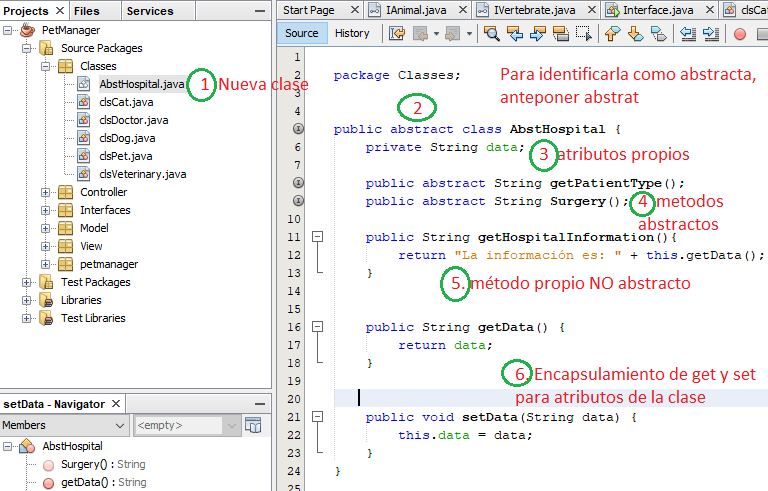 Projects × Files Services
PetManager
Source Packages
Classes
AbstHospital.java
clsCat.java
clsDoctor.java
clsDog.java
clsPet.java
clsVeterinary.java
Controller
Interfaces
Model
View
petmanager
Test Packages
Libraries
Test Libraries
1 Nueva clase
setData - Navigator ×
Members <empty>
AbstHospital
Surgery() : String
getData() : String
Start Page × IAnimal.java × IVertebrate.java × Interface.java × clsCat
Source History
1
2 package Classes;
3
4
public abstract class AbstHospital {
6 private String data;
7
public abstract String getPatientType();
public abstract String Surgery();
10
11 public String getHospitalInformation(){
12 return "La información es: " + this.getData();
13 }
14
15
16 public String getData() {
17 return data;
18 }
19
20
21 public void setData(String data) {
22 this.data = data;
23 }
24 }
25
Para identificarla como abstracta,
anteponer abstrat
2
3 atributos propios
4 metodos
abstractos
5. método propio NO abstracto
6. Encapsulamiento de get y set
para atributos de la clase